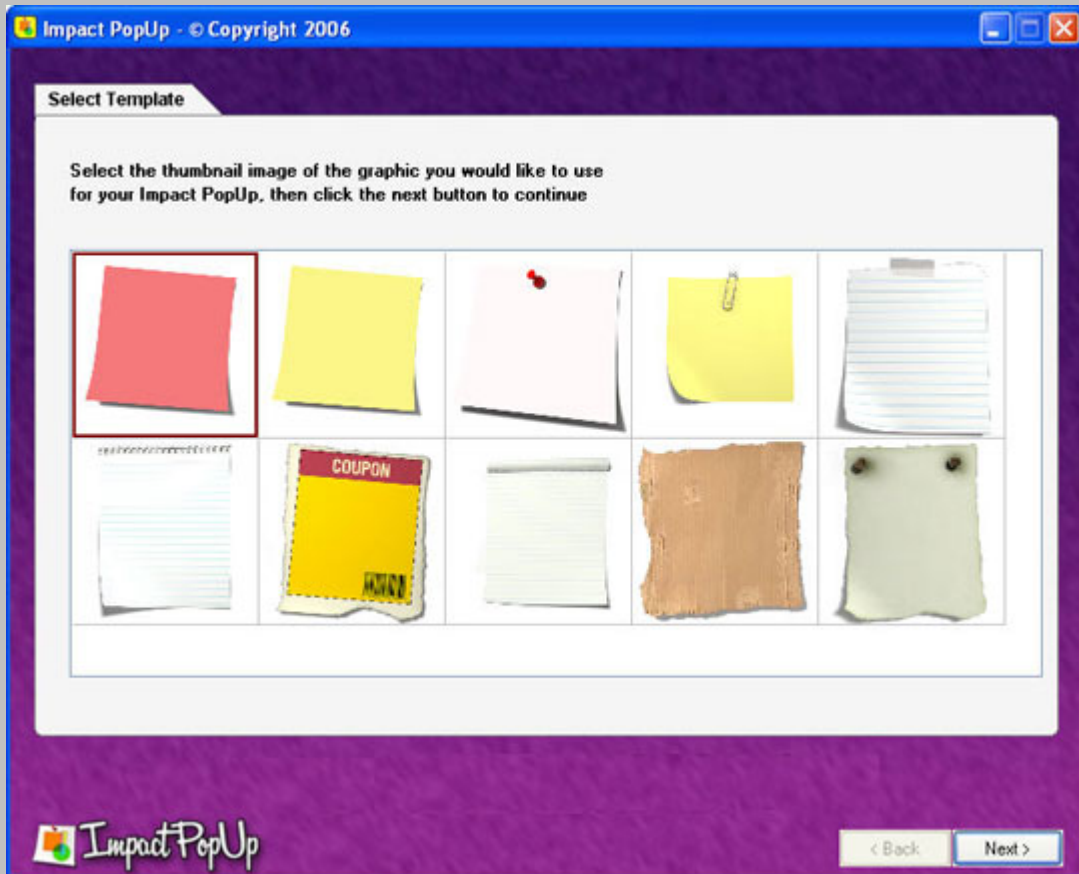 Impact PopUp - © Copyright 2006
Select Template
Select the thumbnail image of the graphic you would like to use
for your Impact PopUp, then click the next button to continue
COUPON
ImpactPopUp
< Back
Next >